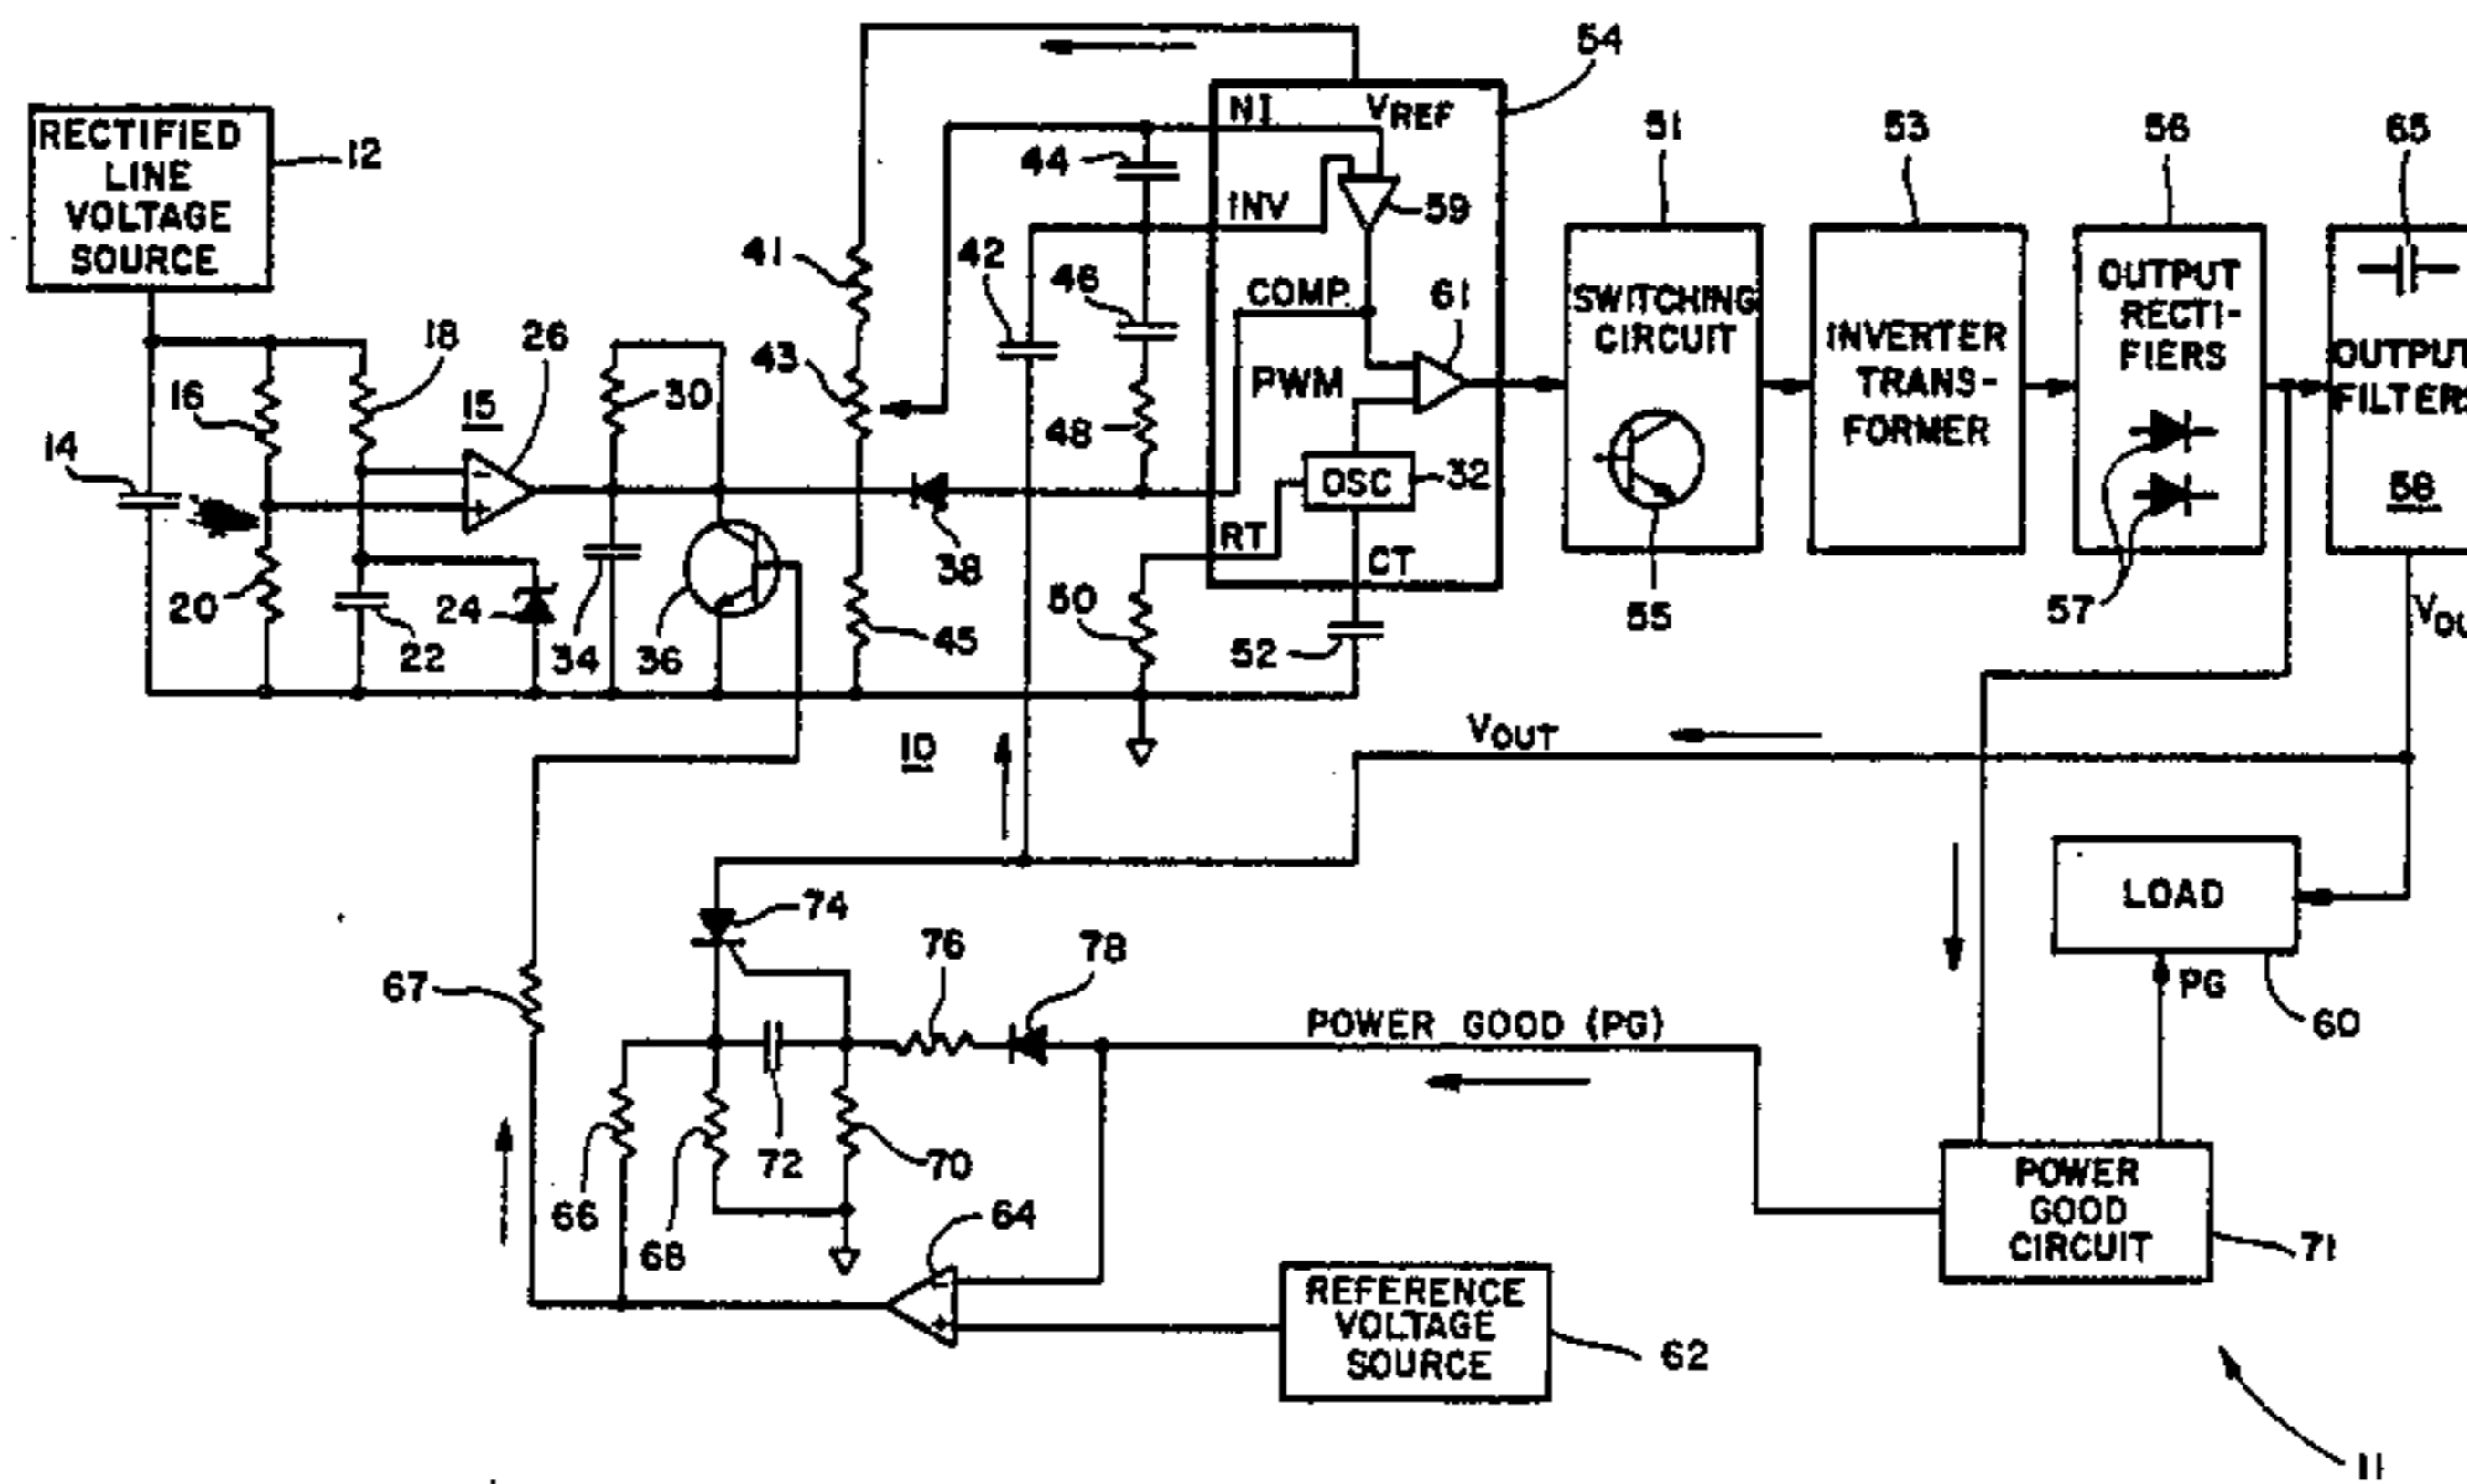 54
NI
VREF
RECTIFIED
LINE
VOLTAGE
SOURCE
12
44
INV
59
51
53
56
65
41
42
46
COMP.
61
SWITCHING
CIRCUIT
INVERTER
TRANS-
FORMER
OUTPUT
RECTI-
FIERS
OUTPUT
FILTERS
58
18
26
43
PWM
16
15
30
48
14
OSC
32
38
RT
CT
20
24
22
34
36
45
50
52
55
57
10
VOUT
74
LOAD
76
78
67
PG
60
POWER GOOD (PG)
72
70
66
68
64
POWER
GOOD
CIRCUIT
71
REFERENCE
VOLTAGE
SOURCE
62
11